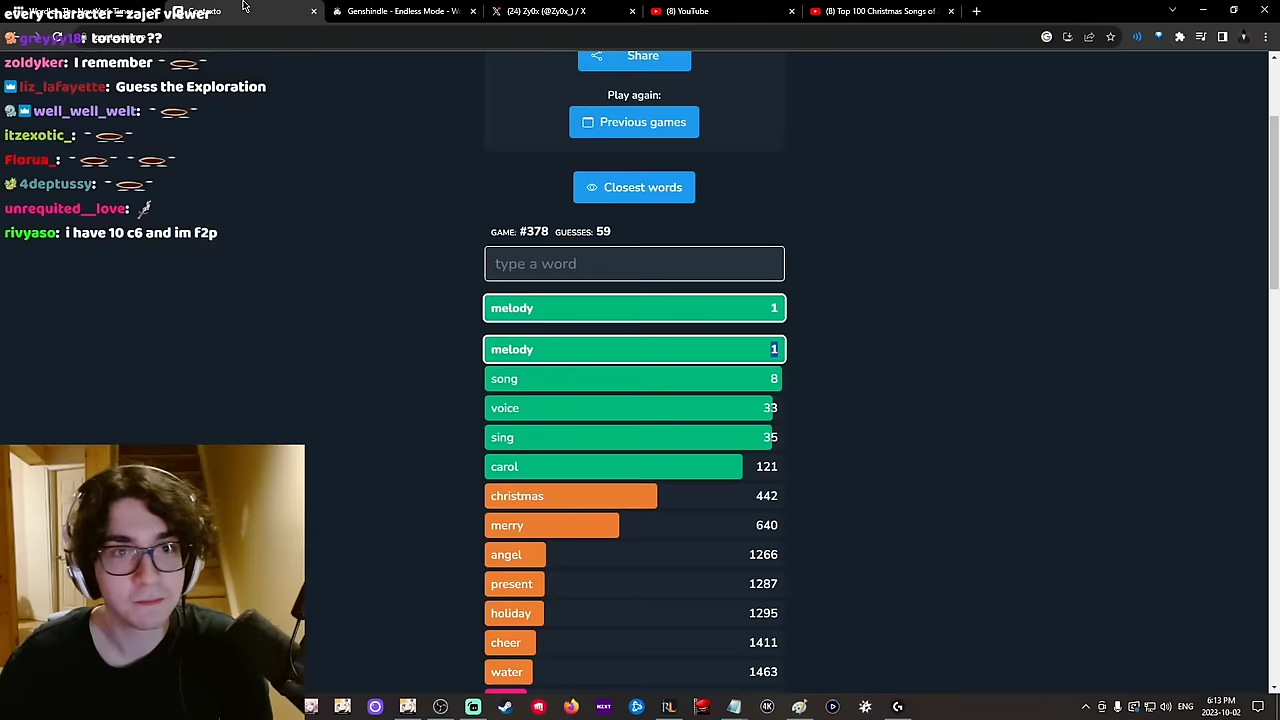 every character = zajef viewer
Genshindle - Endless Mode - W
(24) Zy0x (@Zy0x_) / X
(8) YouTube
(8) Top 100 Christmas Songs of
greyyy18: toronto ??
zoldyker: I remember
liz_lafayette: Guess the Exploration
well_well_welt:
itzexotic_:
Florua_:
4deptussy:
unrequited__love:
rivyaso: i have 10 c6 and im f2p
Share
Play again:
Previous games
Closest words
GAME: #378 GUESSES: 59
type a word
melody 1
melody 1
song 8
voice 33
sing 35
carol 121
christmas 442
merry 640
angel 1266
present 1287
holiday 1295
cheer 1411
water 1463
NEXT
RL
4K
ENG
6:13 PM
2023-10-02